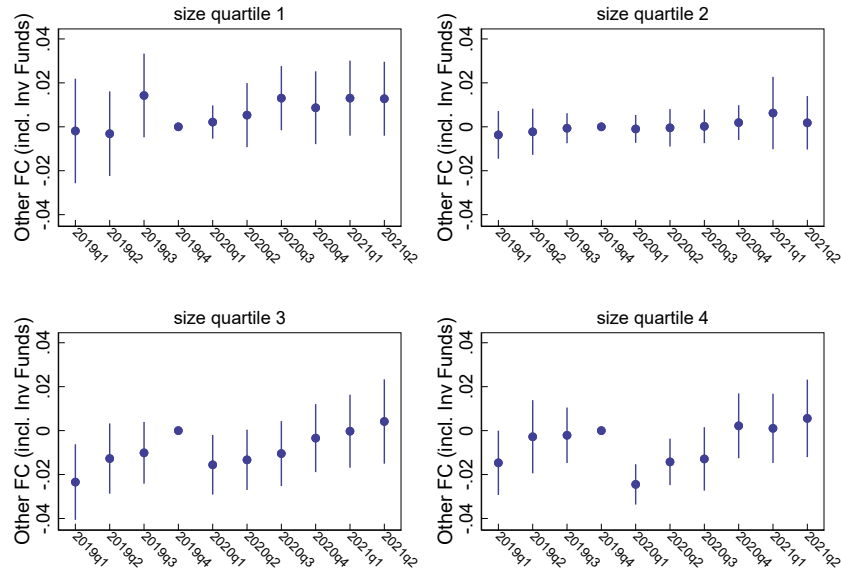 size quartile 1
Other FC (incl. Inv Funds)
.04
.02
0
-.02
-.04
2019q1
2019q2
2019q3
2019q4
2020q1
2020q2
2020q3
2020q4
2021q1
2021q2
size quartile 2
Other FC (incl. Inv Funds)
.04
.02
0
-.02
-.04
2019q1
2019q2
2019q3
2019q4
2020q1
2020q2
2020q3
2020q4
2021q1
2021q2
size quartile 3
Other FC (incl. Inv Funds)
.04
.02
0
-.02
-.04
2019q1
2019q2
2019q3
2019q4
2020q1
2020q2
2020q3
2020q4
2021q1
2021q2
size quartile 4
Other FC (incl. Inv Funds)
.04
.02
0
-.02
-.04
2019q1
2019q2
2019q3
2019q4
2020q1
2020q2
2020q3
2020q4
2021q1
2021q2